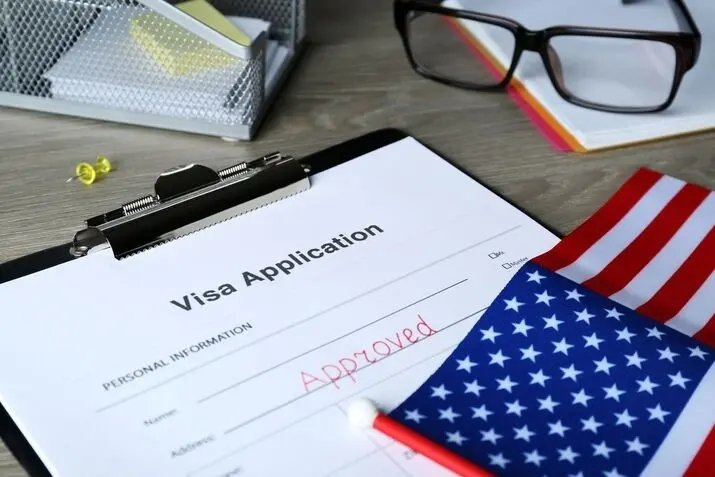 Visa Application
PERSONAL INFORMATION
Approved
Name:
Address: